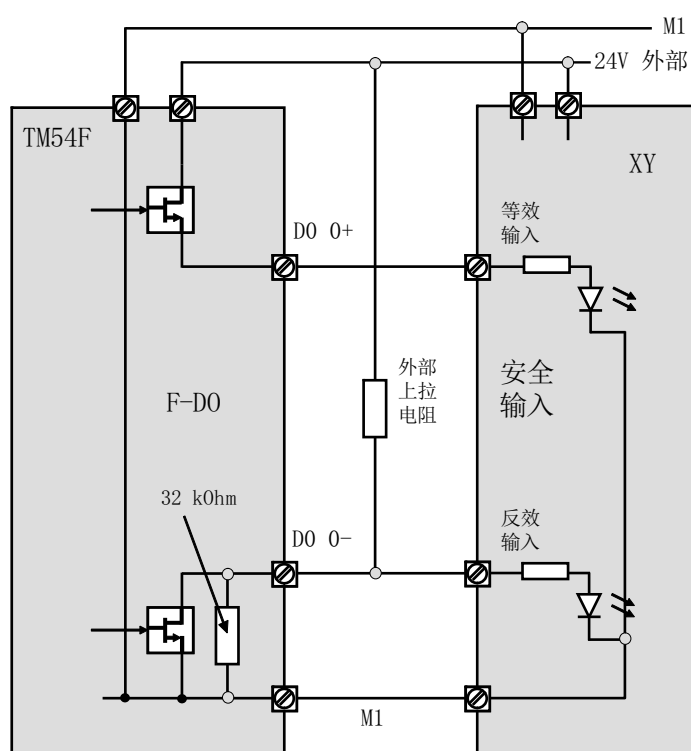 M1
24V 外部
TM54F
XY
等效
输入
DO 0+
外部
上拉
电阻
安全
输入
F-DO
32 kOhm
反效
输入
DO 0-
M1